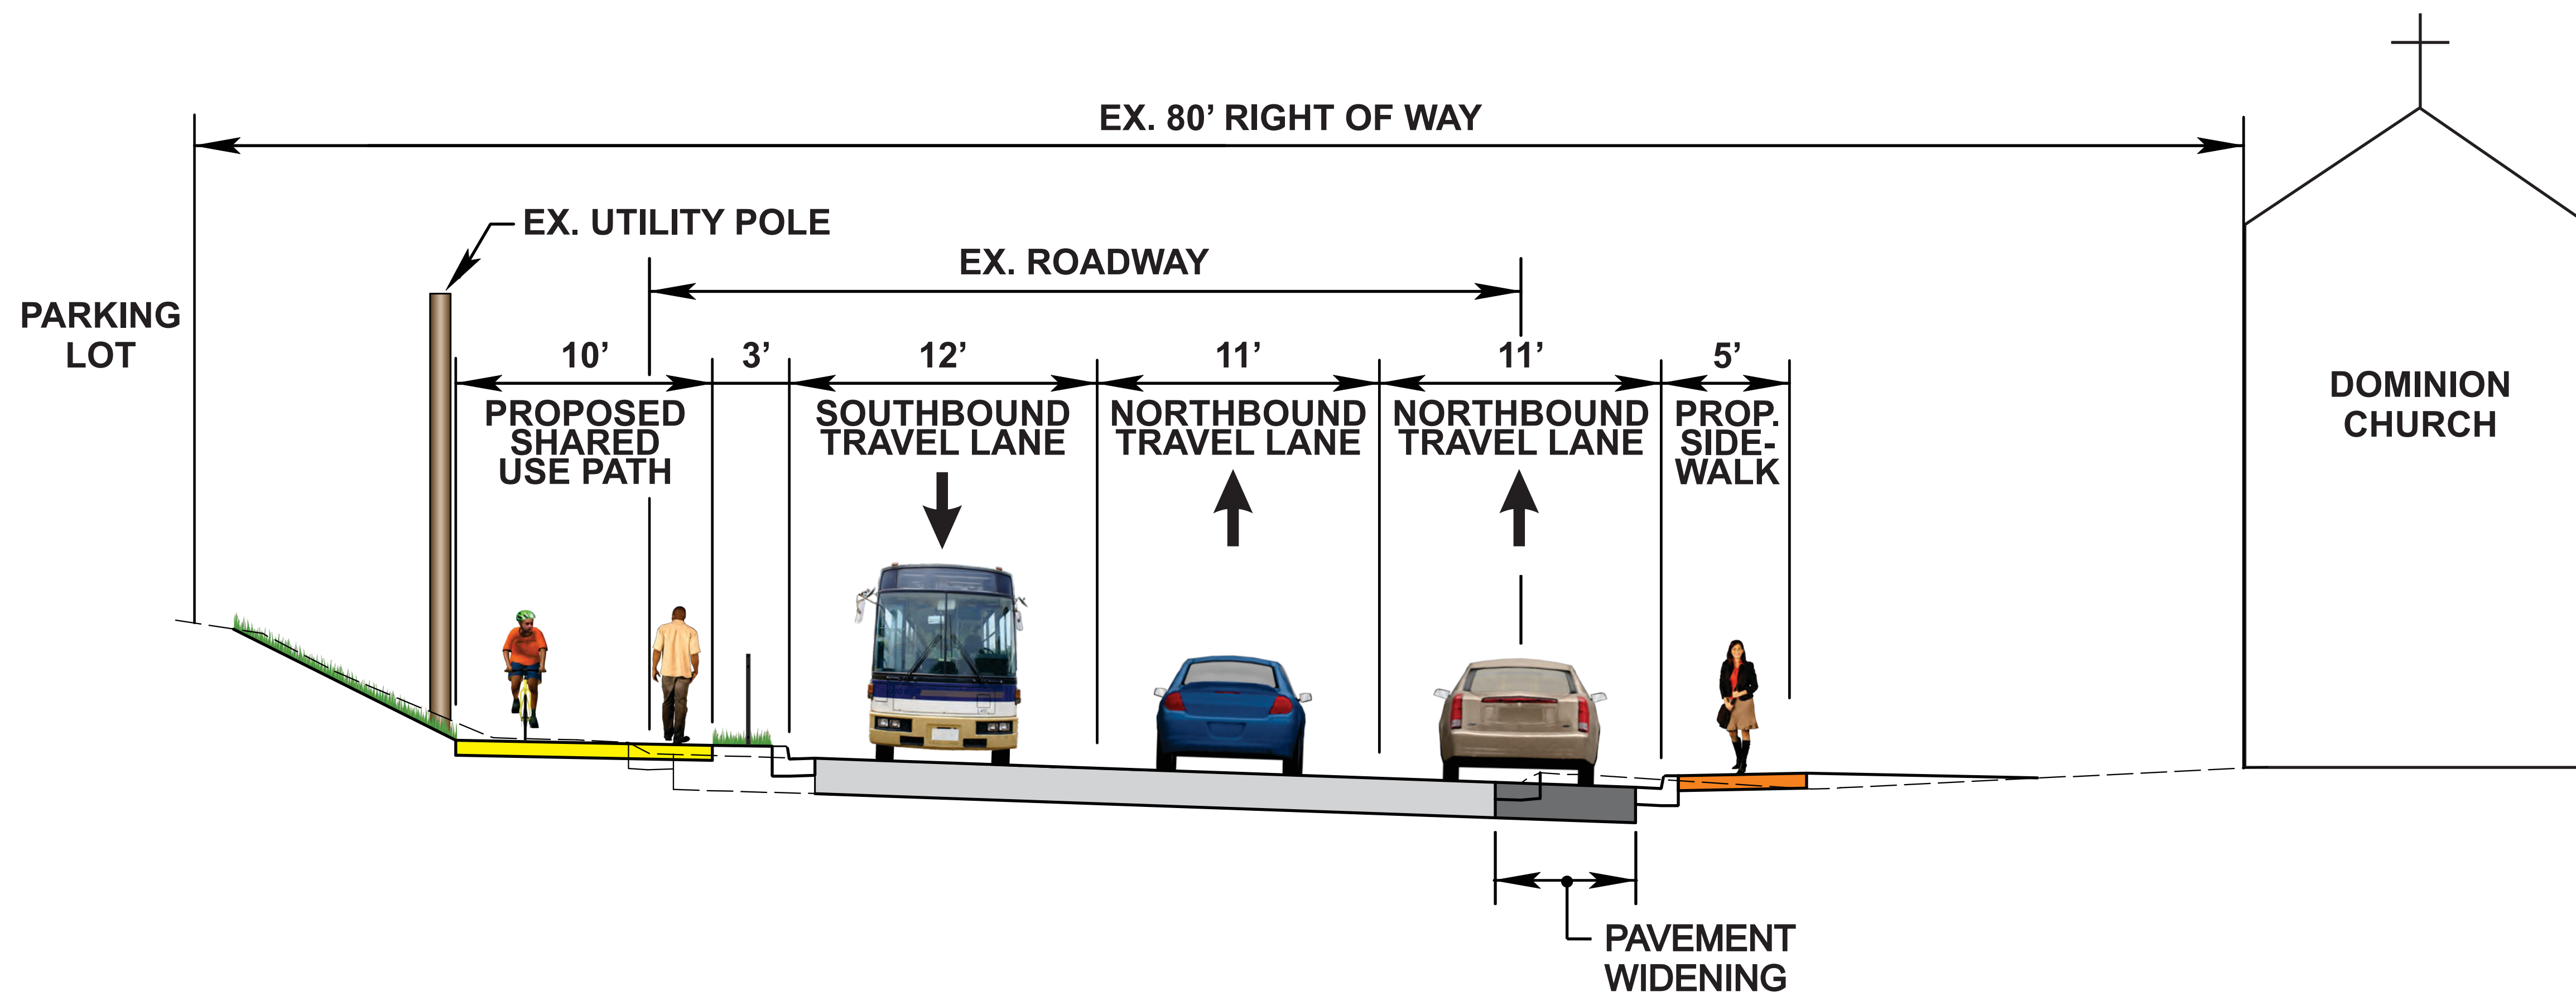 EX. 80’ RIGHT OF WAY
EX. UTILITY POLE
EX. ROADWAY
PARKING
LOT
10’
3’
12’
11’
11’
5’
PROPOSED
SHARED
USE PATH
SOUTHBOUND
TRAVEL LANE
NORTHBOUND
TRAVEL LANE
NORTHBOUND
TRAVEL LANE
PROP.
SIDE-
WALK
DOMINION
CHURCH
PAVEMENT
WIDENING